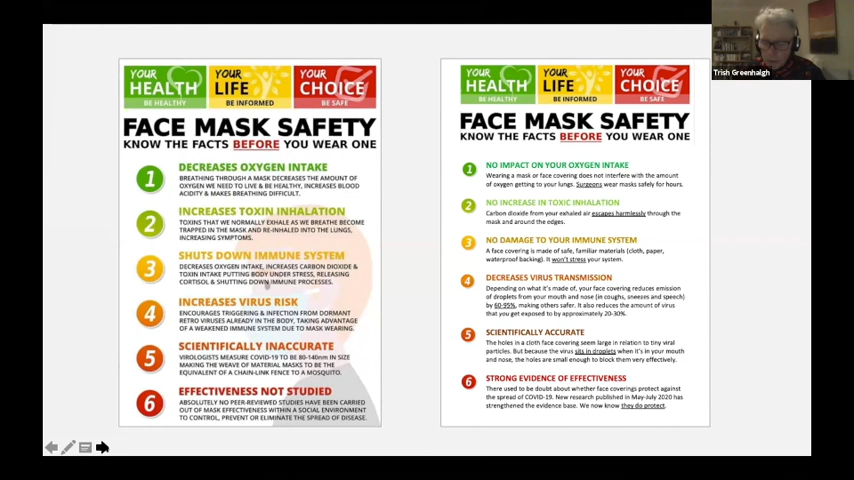 Trish Greenhalgh
YOUR HEALTH
BE HEALTHY
YOUR LIFE
BE INFORMED
YOUR CHOICE
BE SAFE
FACE MASK SAFETY
KNOW THE FACTS BEFORE YOU WEAR ONE
1
DECREASES OXYGEN INTAKE
BREATHING THROUGH A MASK DECREASES THE AMOUNT OF
OXYGEN WE NEED TO LIVE & BE HEALTHY, INCREASES BLOOD
ACIDITY & MAKES BREATHING DIFFICULT.
2
INCREASES TOXIN INHALATION
TOXINS THAT WE NORMALLY EXHALE AS WE BREATHE BECOME
TRAPPED IN THE MASK AND RE-INHALED INTO THE LUNGS,
INCREASING SYMPTOMS.
3
SHUTS DOWN IMMUNE SYSTEM
DECREASES OXYGEN INTAKE, INCREASES CARBON DIOXIDE &
TOXIN INTAKE PUTTING BODY UNDER STRESS, RELEASING
CORTISOL & SHUTTING DOWN IMMUNE PROCESSES.
4
INCREASES VIRUS RISK
ENCOURAGES TRIGGERING & INFECTION FROM DORMANT
RETRO VIRUSES ALREADY IN THE BODY, TAKING ADVANTAGE
OF A WEAKENED IMMUNE SYSTEM DUE TO MASK WEARING.
5
SCIENTIFICALLY INACCURATE
VIROLOGISTS MEASURE COVID-19 TO BE 80-140nm IN SIZE
MAKING THE WEAVE OF MATERIAL MASKS TO BE THE
EQUIVALENT OF A CHAIN-LINK FENCE TO A MOSQUITO.
6
EFFECTIVENESS NOT STUDIED
ABSOLUTELY NO PEER-REVIEWED STUDIES HAVE BEEN CARRIED
OUT OF MASK EFFECTIVENESS WITHIN A SOCIAL ENVIRONMENT
TO CONTROL, PREVENT OR ELIMINATE THE SPREAD OF DISEASE.
YOUR HEALTH
BE HEALTHY
YOUR LIFE
BE INFORMED
YOUR CHOICE
BE SAFE
FACE MASK SAFETY
KNOW THE FACTS BEFORE YOU WEAR ONE
1
NO IMPACT ON YOUR OXYGEN INTAKE
Wearing a mask or face covering does not interfere with the amount
of oxygen getting to your lungs. Surgeons wear masks safely for hours.
2
NO INCREASE IN TOXIC INHALATION
Carbon dioxide from your exhaled air escapes harmlessly through the
mask and around the edges.
3
NO DAMAGE TO YOUR IMMUNE SYSTEM
A face covering is made of safe, familiar materials (cloth, paper,
waterproof backing). It won't stress your system.
4
DECREASES VIRUS TRANSMISSION
Depending on what it's made of, your face covering reduces emission
of droplets from your mouth and nose (in coughs, sneezes and speech)
by 60-95%, making others safer. It also reduces the amount of virus
that you get exposed to by approximately 20-30%.
5
SCIENTIFICALLY ACCURATE
The holes in a cloth face covering seem large in relation to tiny viral
particles. But because the virus sits in droplets when it's in your mouth
and nose, the holes are small enough to block them very effectively.
6
STRONG EVIDENCE OF EFFECTIVENESS
There used to be doubt about whether face coverings protect against
the spread of COVID-19. New research published in May-July 2020 has
strengthened the evidence base. We now know they do protect.